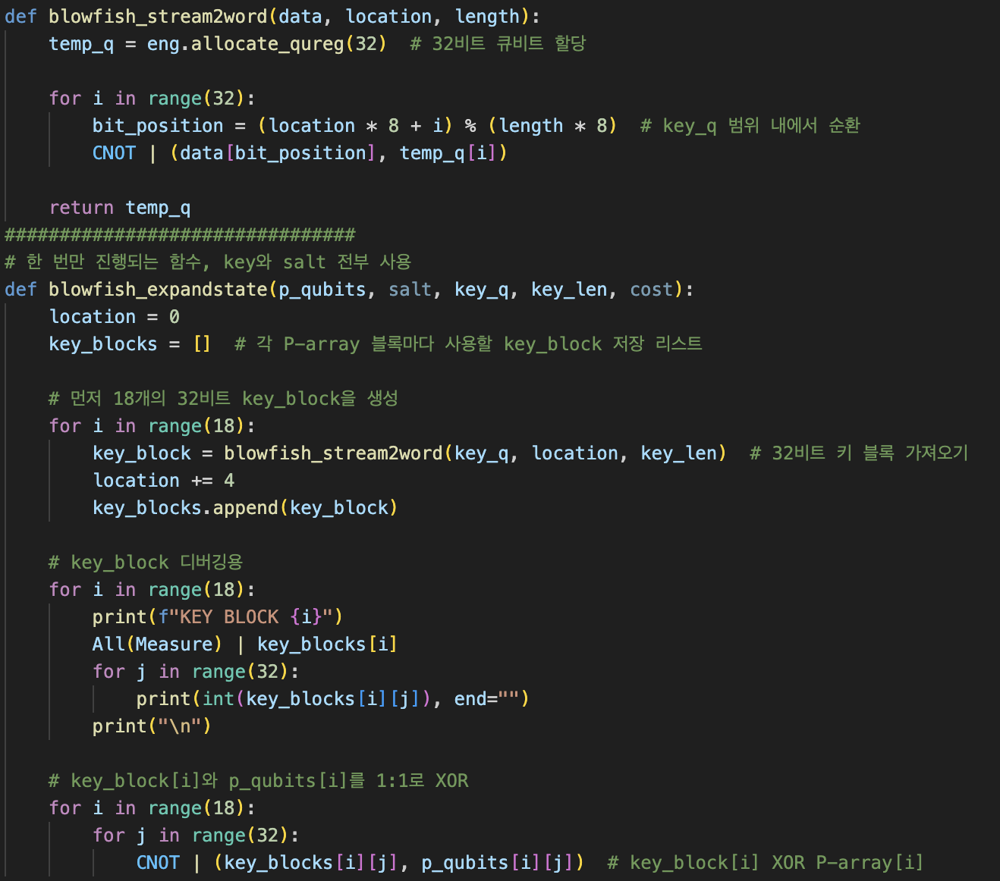 def blowfish_stream2word(data, location, length):
    temp_q = eng.allocate_qureg(32)  # 32비트 큐비트 할당

    for i in range(32):
        bit_position = (location * 8 + i) % (length * 8)  # key_q 범위 내에서 순환
        CNOT | (data[bit_position], temp_q[i])

    return temp_q
################################
# 한 번만 진행되는 함수, key와 salt 전부 사용
def blowfish_expandstate(p_qubits, salt, key_q, key_len, cost):
    location = 0
    key_blocks = []  # 각 P-array 블록마다 사용할 key_block 저장 리스트

    # 먼저 18개의 32비트 key_block을 생성
    for i in range(18):
        key_block = blowfish_stream2word(key_q, location, key_len)  # 32비트 키 블록 가져오기
        location += 4
        key_blocks.append(key_block)

    # key_block 디버깅용
    for i in range(18):
        print(f"KEY BLOCK {i}")
        All(Measure) | key_blocks[i]
        for j in range(32):
            print(int(key_blocks[i][j]), end="")
        print("\n")

    # key_block[i]와 p_qubits[i]를 1:1로 XOR
    for i in range(18):
        for j in range(32):
            CNOT | (key_blocks[i][j], p_qubits[i][j])  # key_block[i] XOR P-array[i]